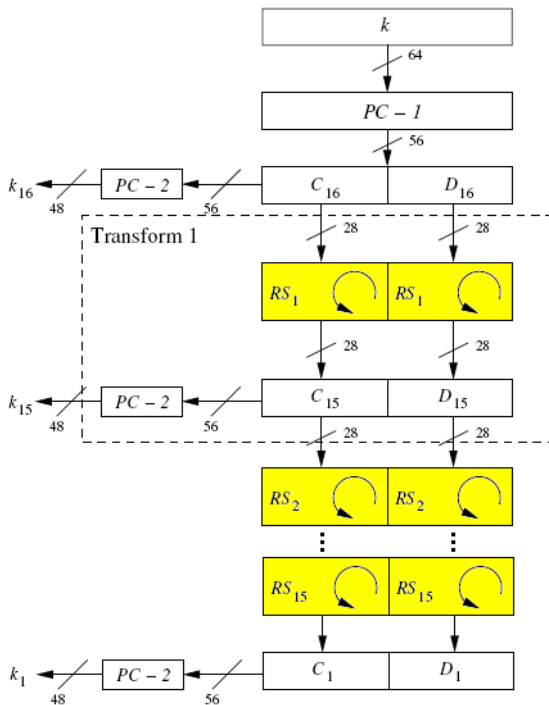 k
64
PC – 1
56
k16 48 PC – 2 56 C16 D16
Transform 1
28 28
RS1 RS1
28 28
k15 48 PC – 2 56 C15 D15
28 28
RS2 RS2
RS15 RS15
k1 48 PC – 2 56 C1 D1